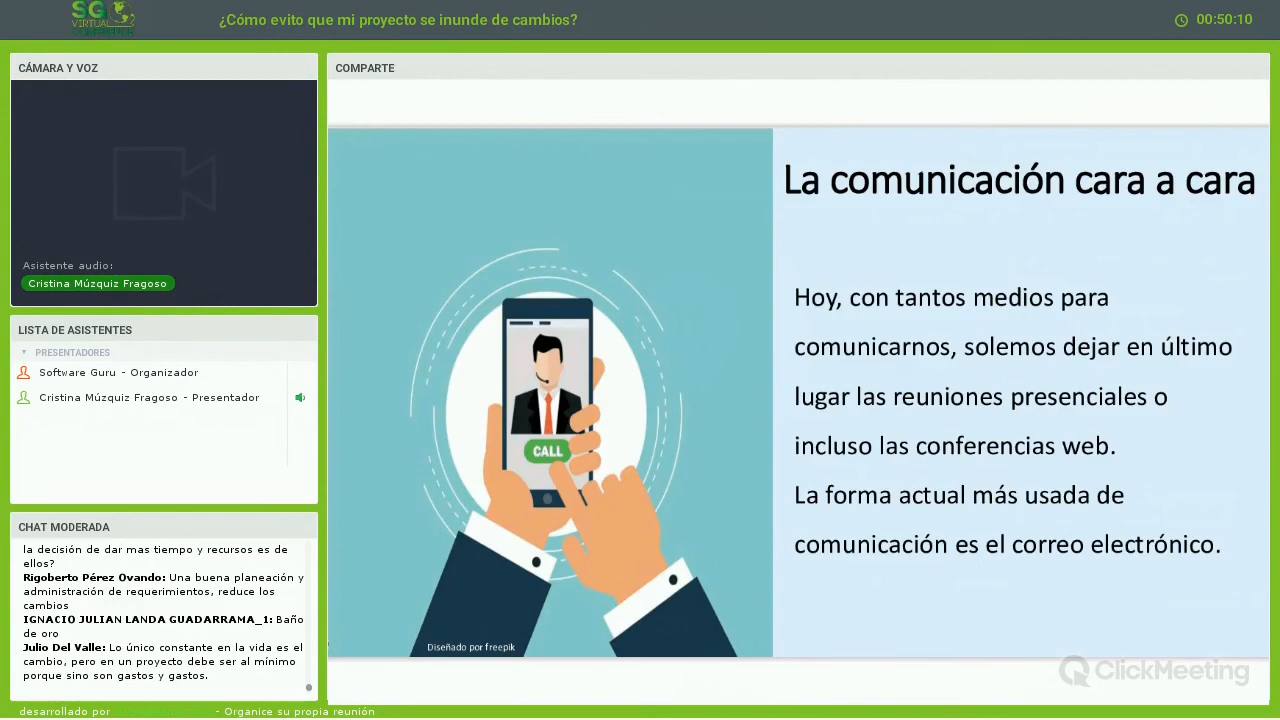 SG
VIRTUAL
CONFERENCE
¿Cómo evito que mi proyecto se inunde de cambios?
00:50:10
CÁMARA Y VOZ
Asistente audio:
Cristina Múzquiz Fragoso
LISTA DE ASISTENTES
PRESENTADORES
Software Guru - Organizador
Cristina Múzquiz Fragoso - Presentador
CHAT MODERADA
la decisión de dar mas tiempo y recursos es de
ellos?
Rigoberto Pérez Ovando: Una buena planeación y
administración de requerimientos, reduce los
cambios
IGNACIO JULIAN LANDA GUADARRAMA_1: Baño
de oro
Julio Del Valle: Lo único constante en la vida es el
cambio, pero en un proyecto debe ser al mínimo
porque sino son gastos y gastos.
COMPARTE
CALL
Diseñado por freepik
La comunicación cara a cara
Hoy, con tantos medios para
comunicarnos, solemos dejar en último
lugar las reuniones presenciales o
incluso las conferencias web.
La forma actual más usada de
comunicación es el correo electrónico.
ClickMeeting
desarrollado por - Organice su propia reunión